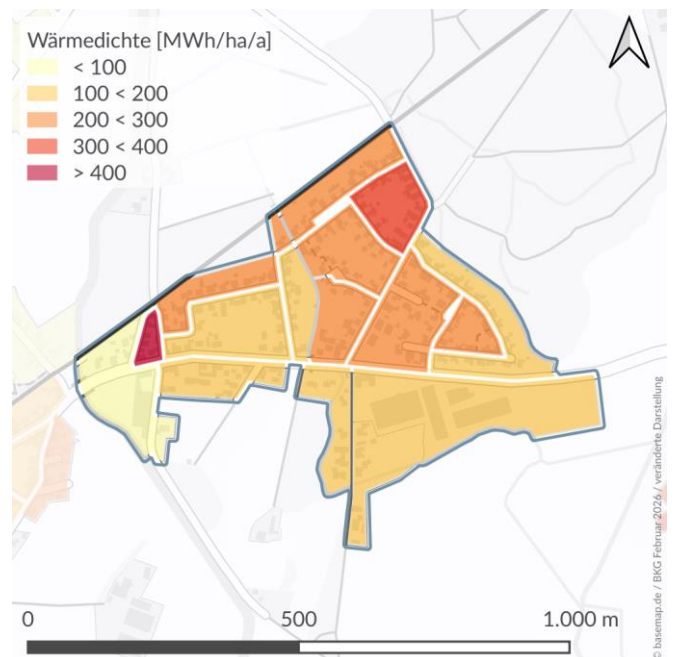 Wärmedichte [MWh/ha/a]
< 100
100 < 200
200 < 300
300 < 400
> 400
0 500 1.000 m
© basemap.de / BKG Februar 2026 / veränderte Darstellung